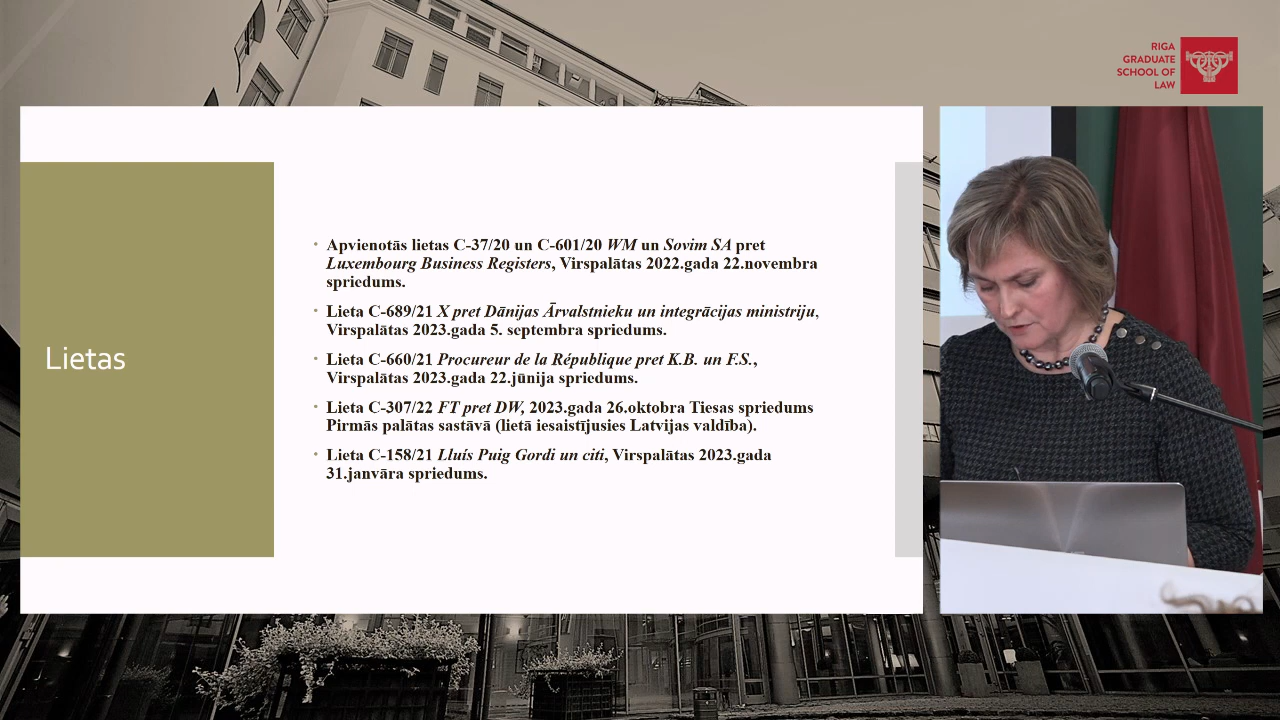 RIGA
GRADUATE
SCHOOL OF
LAW
Lietas
Apvienotās lietas C-37/20 un C-601/20 WM un Sovim SA pret
Luxembourg Business Registers, Virspalātas 2022.gada 22.novembra
spriedums.
Lieta C-689/21 X pret Dānijas Ārvalstnieku un integrācijas ministriju,
Virspalātas 2023.gada 5. septembra spriedums.
Lieta C-660/21 Procureur de la République pret K.B. un F.S.,
Virspalātas 2023.gada 22.jūnija spriedums.
Lieta C-307/22 FT pret DW, 2023.gada 26.oktobra Tiesas spriedums
Pirmās palātas sastāvā (lietā iesaistījusies Latvijas valdība).
Lieta C-158/21 Lluís Puig Gordi un citi, Virspalātas 2023.gada
31.janvāra spriedums.